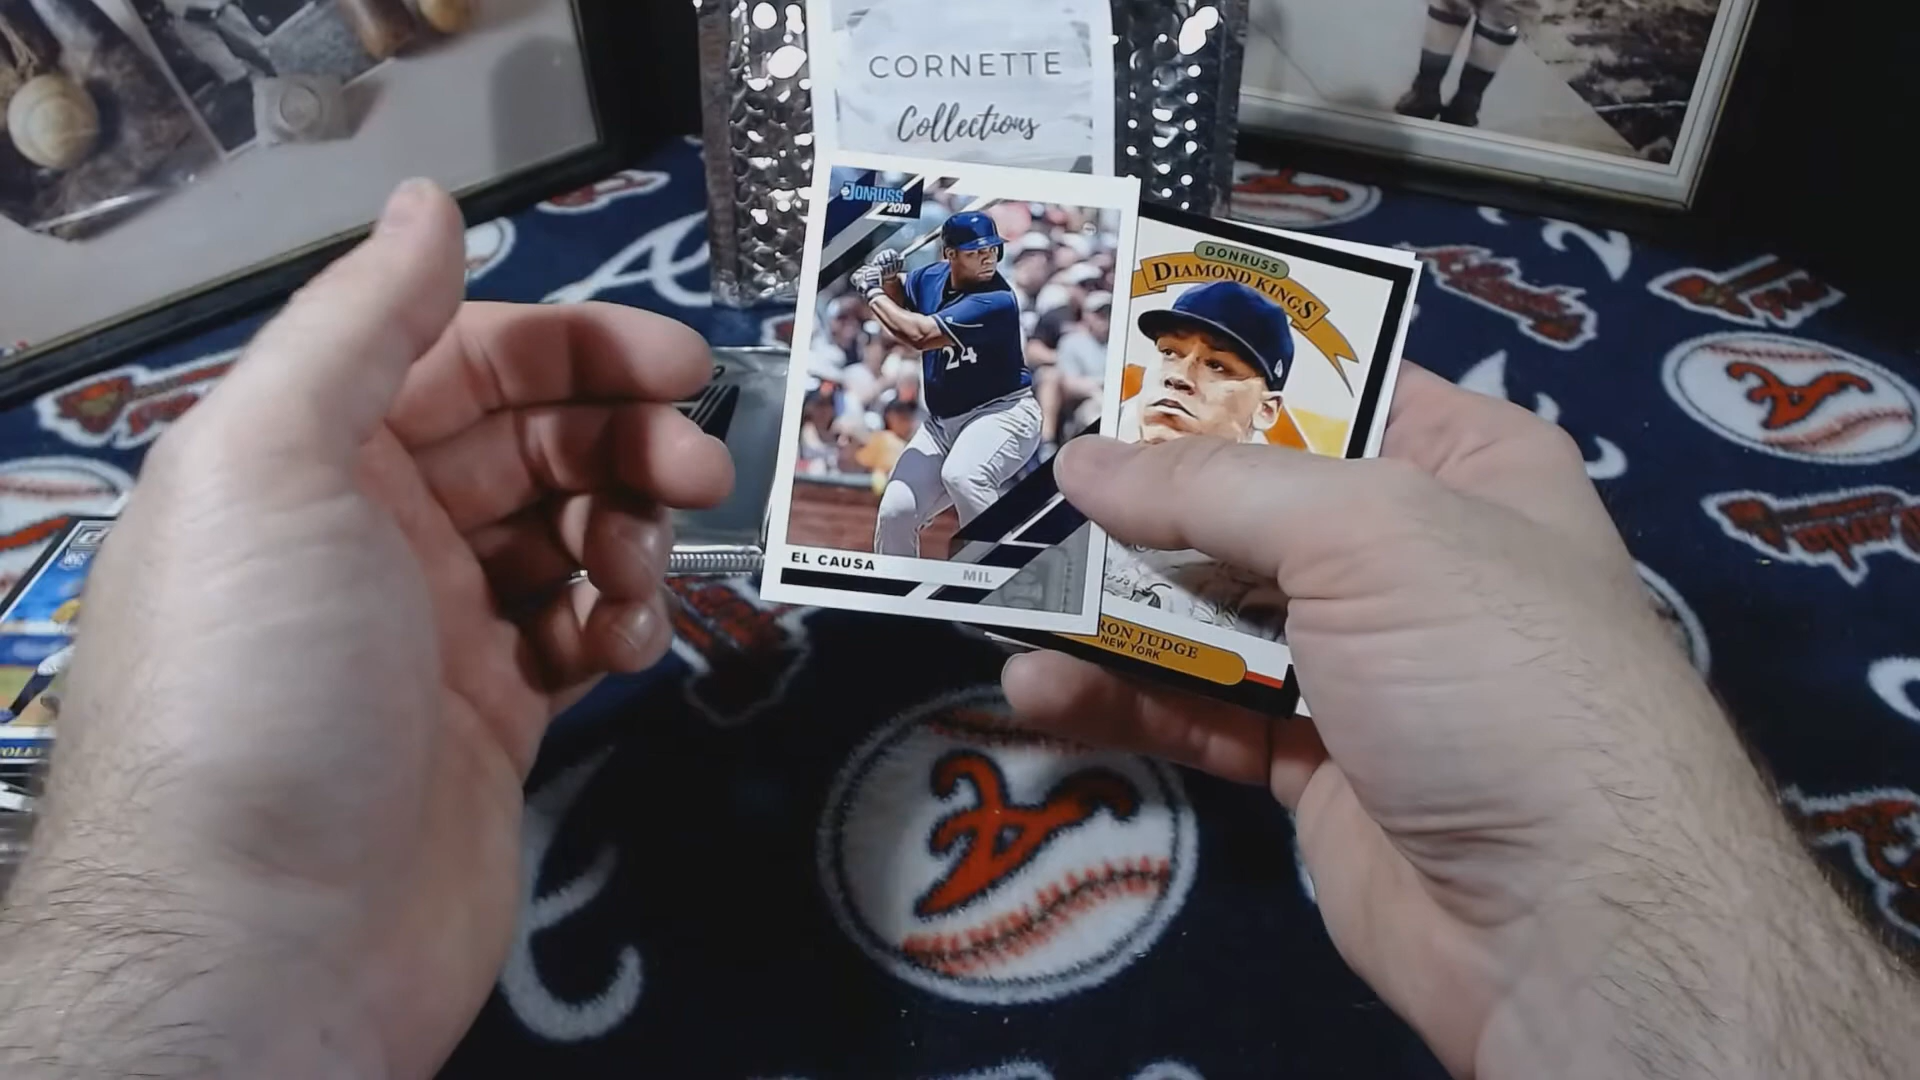 CORNETTE
Collections
DONRUSS
2019
24
EL CAUSA
MIL
DONRUSS
DIAMOND KINGS
RON JUDGE
NEW YORK